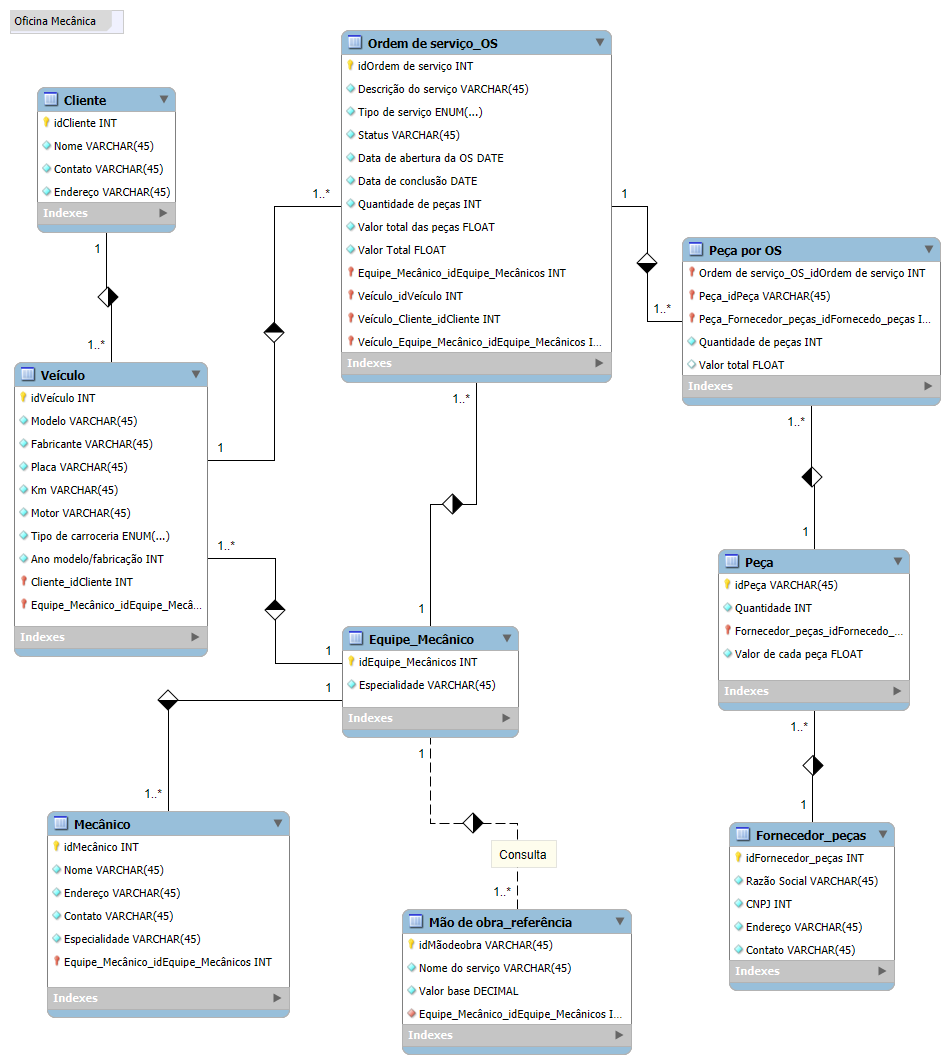 Oficina Mecânica
Ordem de serviço_OS
idOrdem de serviço INT
Descrição do serviço VARCHAR(45)
Tipo de serviço ENUM(...)
Status VARCHAR(45)
Data de abertura da OS DATE
Data de conclusão DATE
Quantidade de peças INT
Valor total das peças FLOAT
Valor Total FLOAT
Equipe_Mecânico_idEquipe_Mecânicos INT
Veículo_idVeículo INT
Veículo_Cliente_idCliente INT
Veículo_Equipe_Mecânico_idEquipe_Mecânicos I...
Indexes
Cliente
idCliente INT
Nome VARCHAR(45)
Contato VARCHAR(45)
Endereço VARCHAR(45)
Indexes
1
1..*
1..*
1
1
1..*
Peça por OS
Ordem de serviço_OS_idOrdem de serviço INT
Peça_idPeça VARCHAR(45)
Peça_Fornecedor_peças_idFornecedo_peças I...
Quantidade de peças INT
Valor total FLOAT
Indexes
Veículo
idVeículo INT
Modelo VARCHAR(45)
Fabricante VARCHAR(45)
Placa VARCHAR(45)
Km VARCHAR(45)
Motor VARCHAR(45)
Tipo de carroceria ENUM(...)
Ano modelo/fabricação INT
Cliente_idCliente INT
Equipe_Mecânico_idEquipe_Mecâ...
Indexes
1..*
1
1..*
1
1..*
1
Peça
idPeça VARCHAR(45)
Quantidade INT
Fornecedor_peças_idFornecedo_...
Valor de cada peça FLOAT
Indexes
Equipe_Mecânico
idEquipe_Mecânicos INT
Especialidade VARCHAR(45)
Indexes
1
1..*
1
1..*
1..*
1
Consulta
Mecânico
idMecânico INT
Nome VARCHAR(45)
Endereço VARCHAR(45)
Contato VARCHAR(45)
Especialidade VARCHAR(45)
Equipe_Mecânico_idEquipe_Mecânicos INT
Indexes
Fornecedor_peças
idFornecedor_peças INT
Razão Social VARCHAR(45)
CNPJ INT
Endereço VARCHAR(45)
Contato VARCHAR(45)
Indexes
Mão de obra_referência
idMãodeobra VARCHAR(45)
Nome do serviço VARCHAR(45)
Valor base DECIMAL
Equipe_Mecânico_idEquipe_Mecânicos I...
Indexes